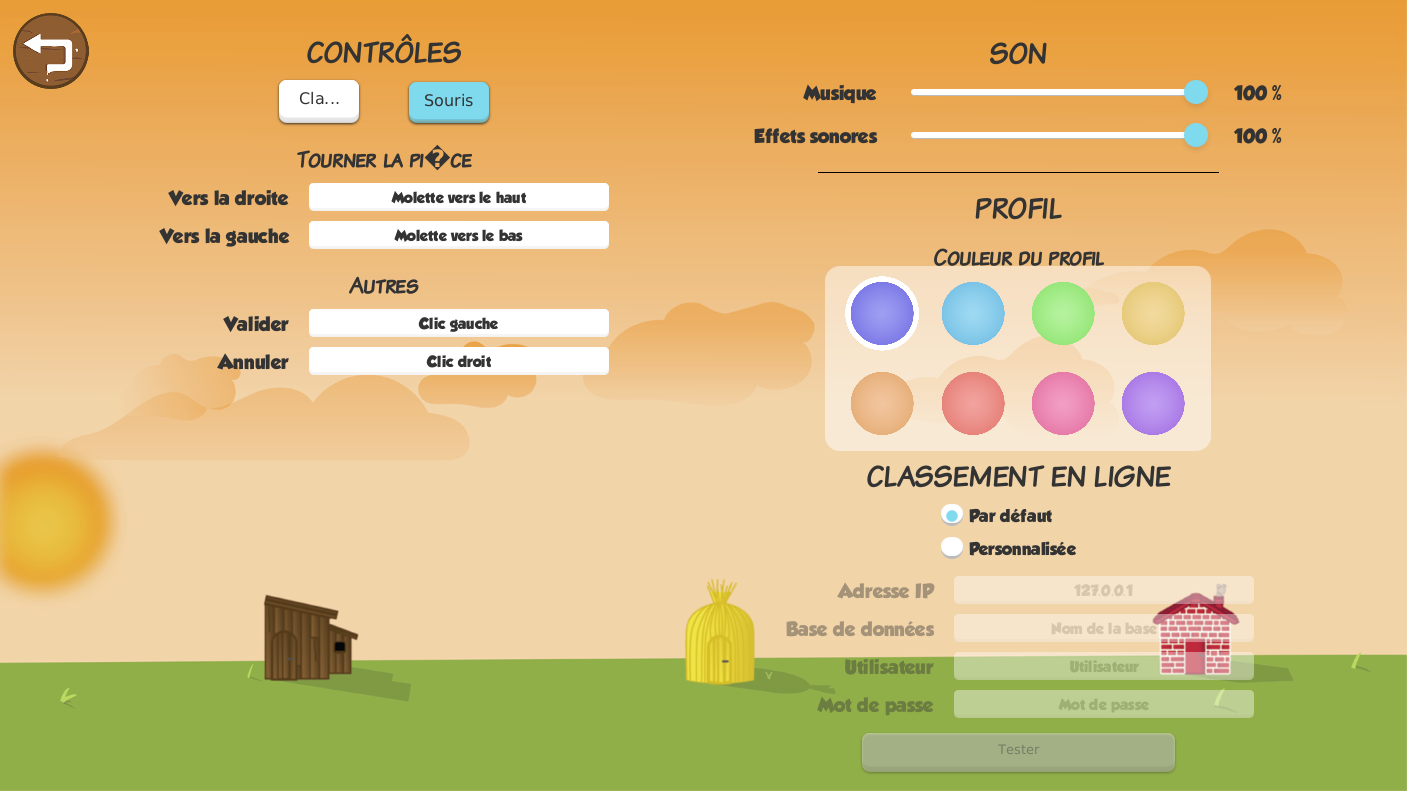 CONTRÔLES
Cla...
Souris
TOURNER LA PI�CE
Vers la droite
Molette vers le haut
Vers la gauche
Molette vers le bas
AUTRES
Valider
Clic gauche
Annuler
Clic droit
SON
Musique
100 %
Effets sonores
100 %
PROFIL
COULEUR DU PROFIL
CLASSEMENT EN LIGNE
Par défaut
Personnalisée
Adresse IP
127.0.0.1
Base de données
Nom de la base
Utilisateur
Utilisateur
Mot de passe
Mot de passe
Tester